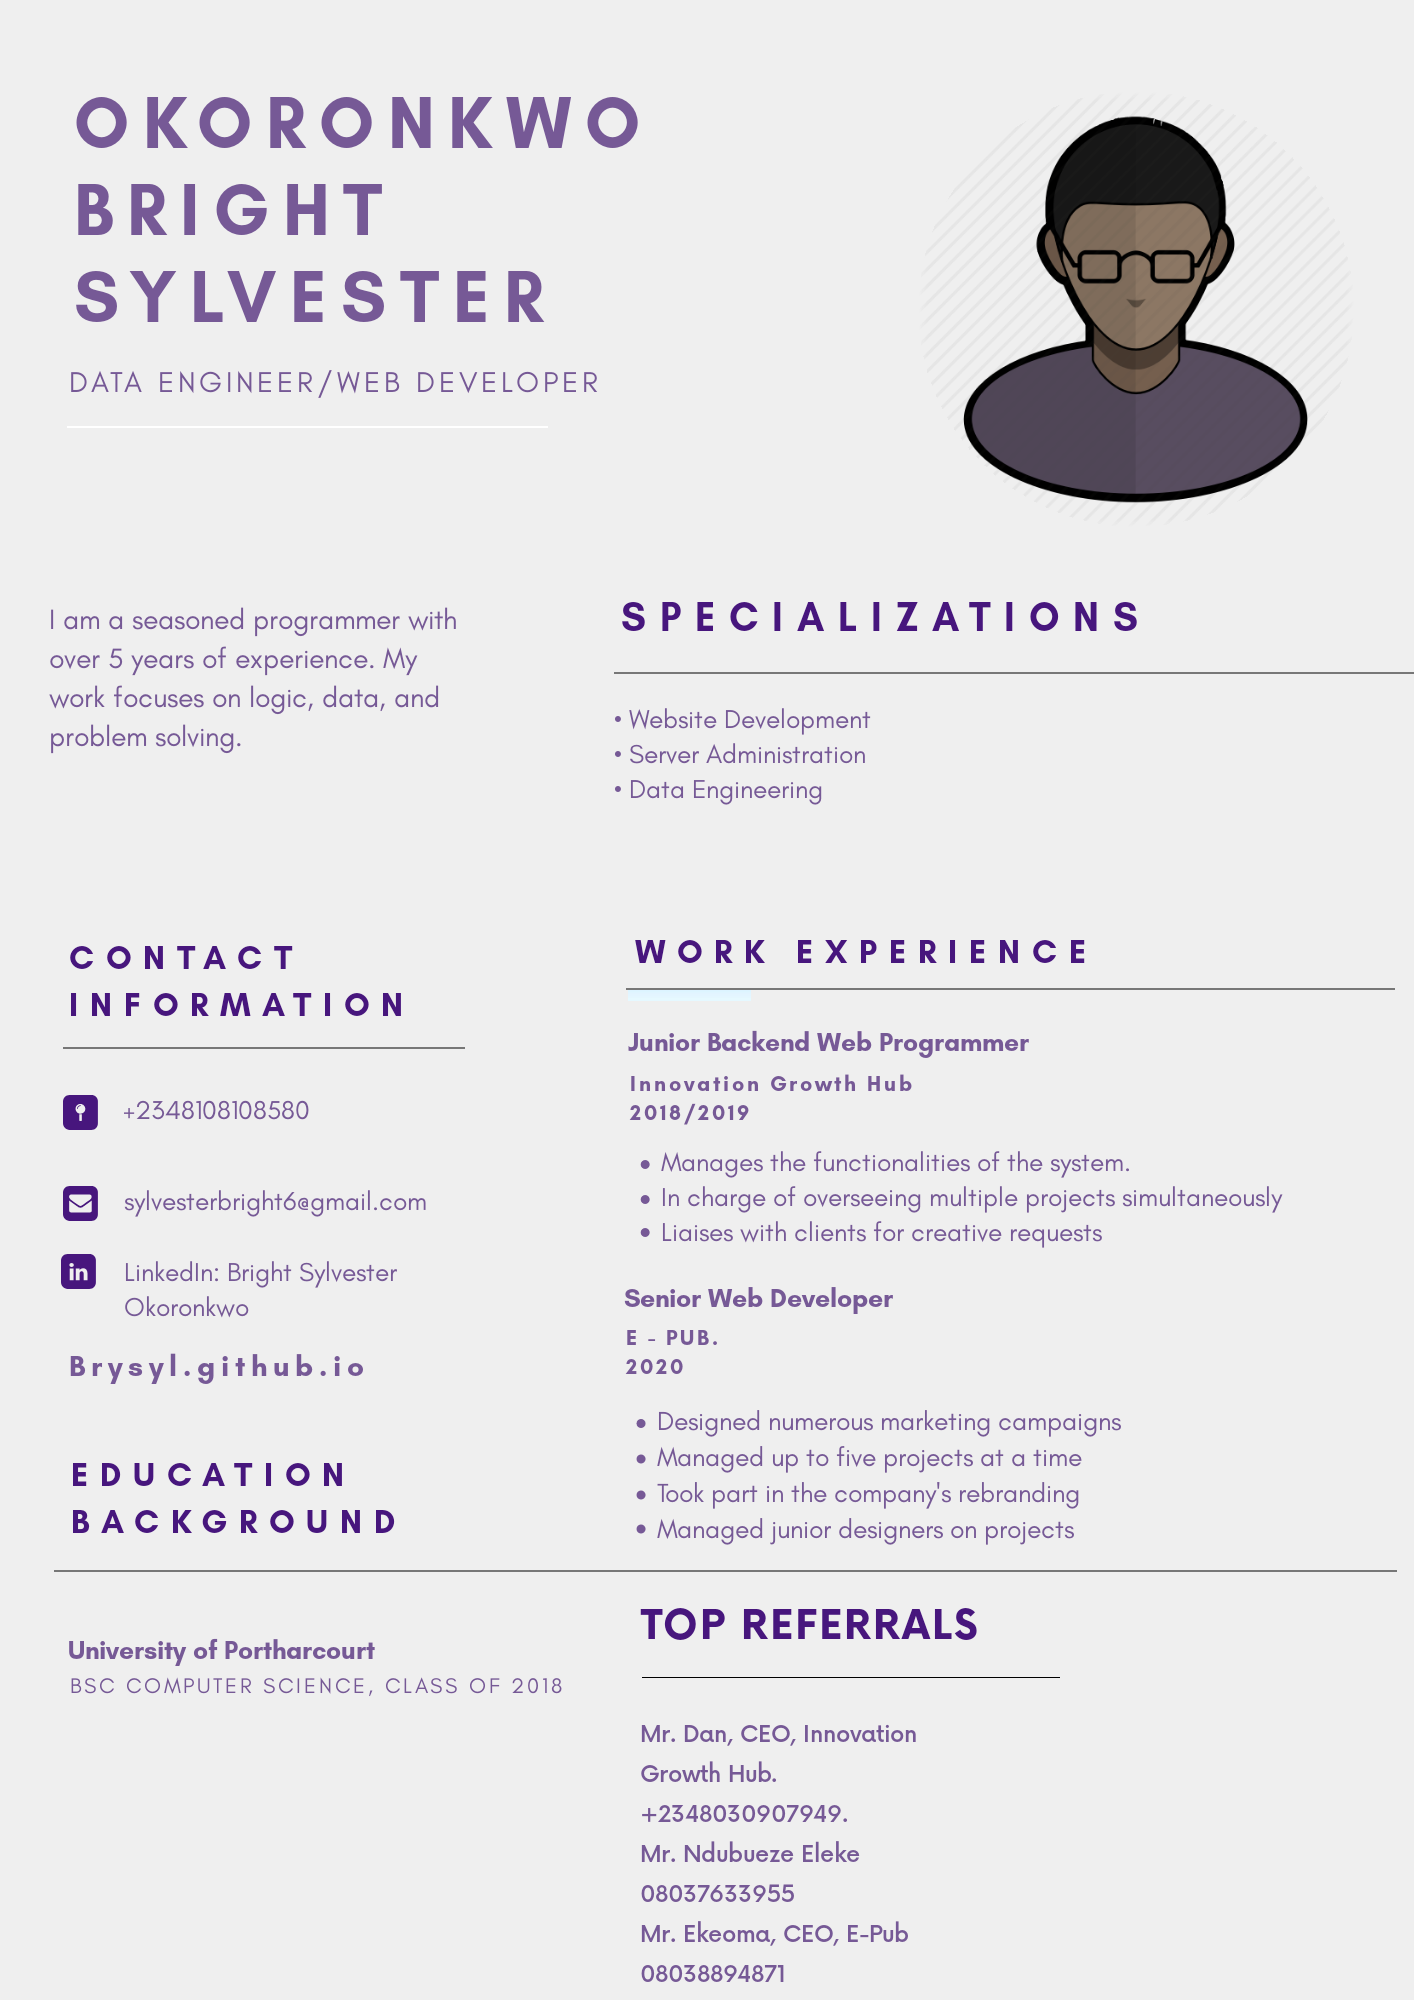 OKORONKWO
BRIGHT
SYLVESTER
DATA ENGINEER/WEB DEVELOPER
I am a seasoned programmer with
over 5 years of experience. My
work focuses on logic, data, and
problem solving.
SPECIALIZATIONS
• Website Development
• Server Administration
• Data Engineering
CONTACT
INFORMATION
+2348108108580
sylvesterbright6@gmail.com
in
LinkedIn: Bright Sylvester
Okoronkwo
Brysyl.github.io
WORK EXPERIENCE
Junior Backend Web Programmer
Innovation Growth Hub
2018/2019
• Manages the functionalities of the system.
• In charge of overseeing multiple projects simultaneously
• Liaises with clients for creative requests
Senior Web Developer
E - PUB.
2020
• Designed numerous marketing campaigns
• Managed up to five projects at a time
• Took part in the company's rebranding
• Managed junior designers on projects
EDUCATION
BACKGROUND
University of Portharcourt
BSC COMPUTER SCIENCE, CLASS OF 2018
TOP REFERRALS
Mr. Dan, CEO, Innovation
Growth Hub.
+2348030907949.
Mr. Ndubueze Eleke
08037633955
Mr. Ekeoma, CEO, E-Pub
08038894871